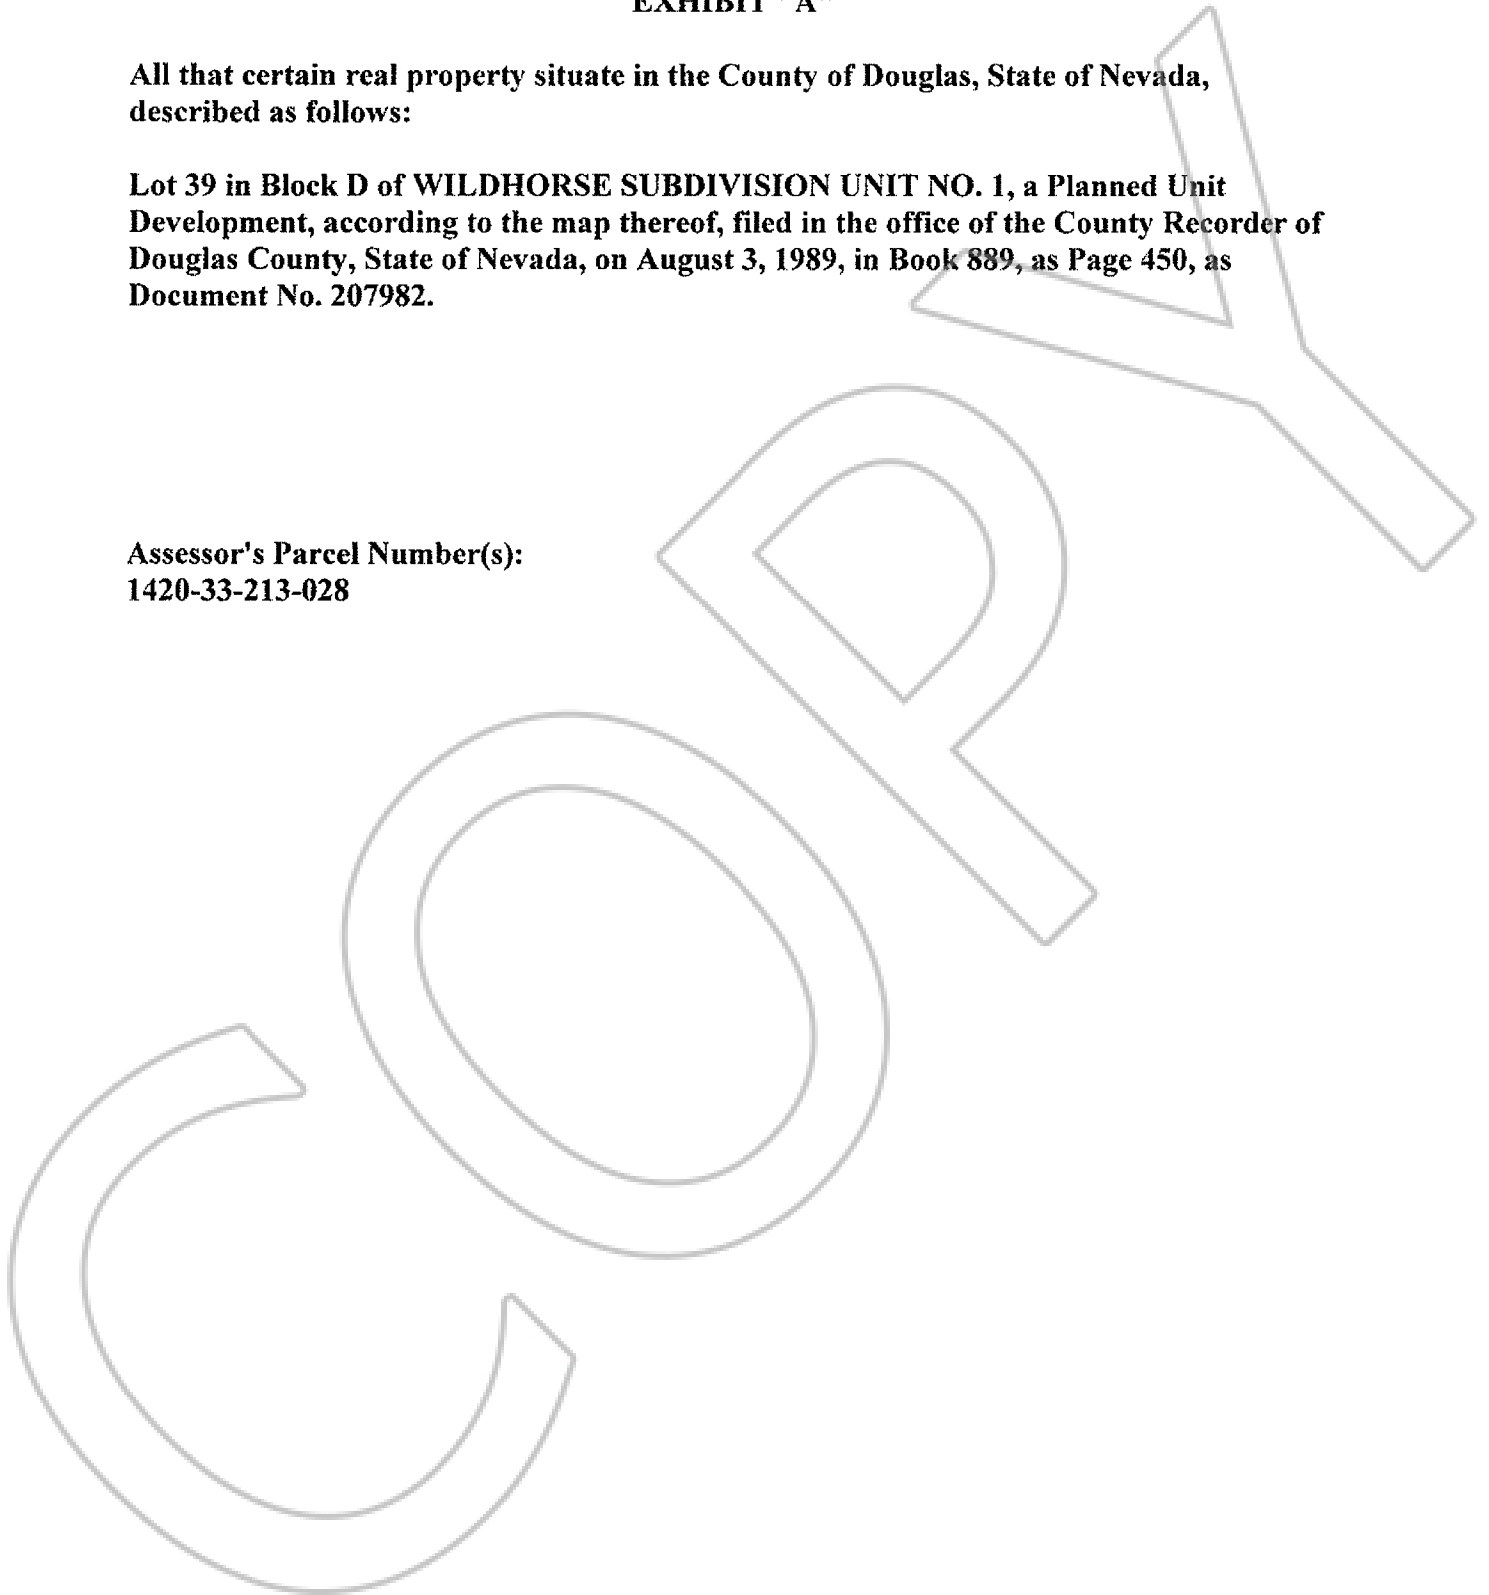 EXHIBIT "A"
All that certain real property situate in the County of Douglas, State of Nevada,
described as follows:
Lot 39 in Block D of WILDHORSE SUBDIVISION UNIT NO. 1, a Planned Unit
Development, according to the map thereof, filed in the office of the County Recorder of
Douglas County, State of Nevada, on August 3, 1989, in Book 889, as Page 450, as
Document No. 207982.
Assessor's Parcel Number(s):
1420-33-213-028
COPY